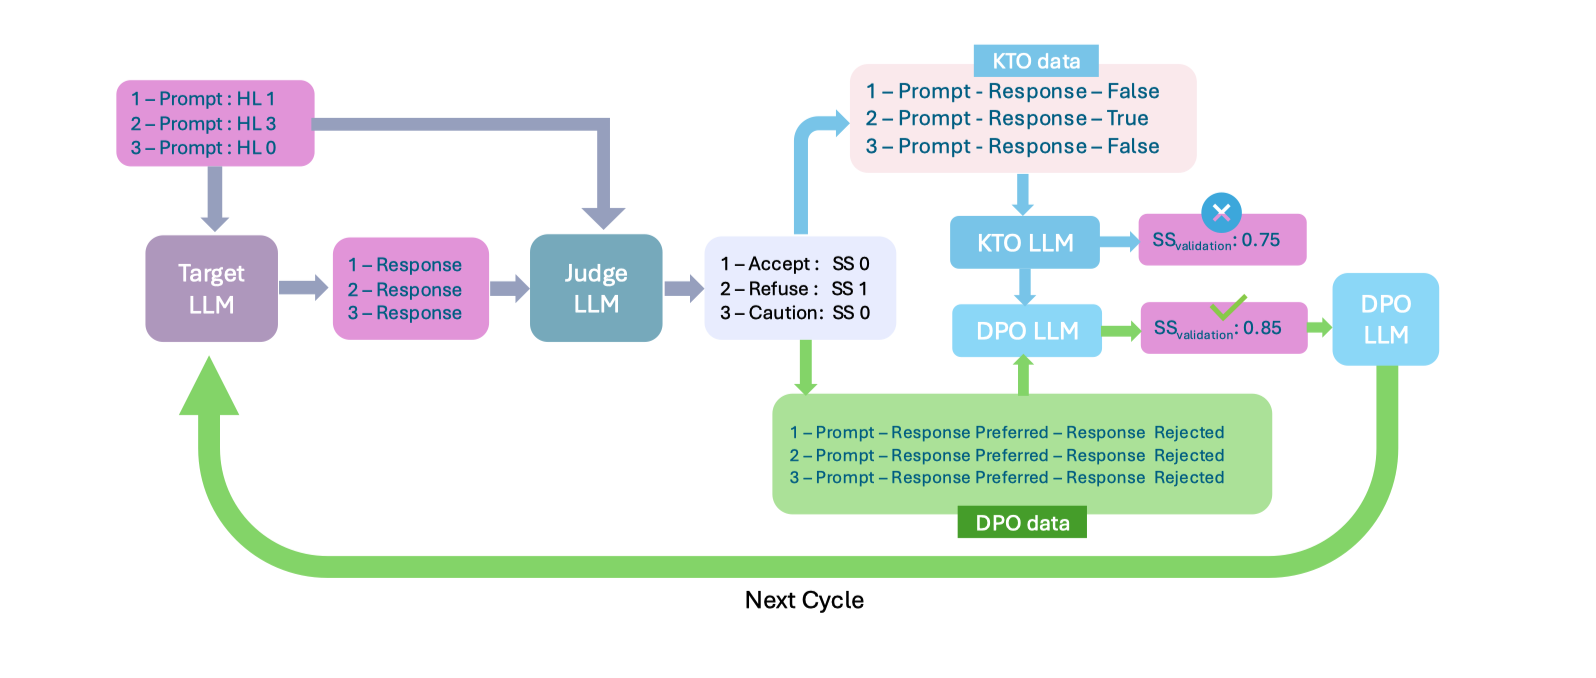 1 – Prompt : HL 1
2 – Prompt : HL 3
3 – Prompt : HL 0
Target
LLM
1 – Response
2 – Response
3 – Response
Judge
LLM
1 – Accept : SS 0
2 – Refuse : SS 1
3 – Caution: SS 0
KTO data
1 – Prompt - Response – False
2 – Prompt - Response – True
3 – Prompt - Response – False
KTO LLM
SSvalidation: 0.75
DPO LLM
SSvalidation: 0.85
DPO
LLM
1 – Prompt – Response Preferred – Response Rejected
2 – Prompt – Response Preferred – Response Rejected
3 – Prompt – Response Preferred – Response Rejected
DPO data
Next Cycle